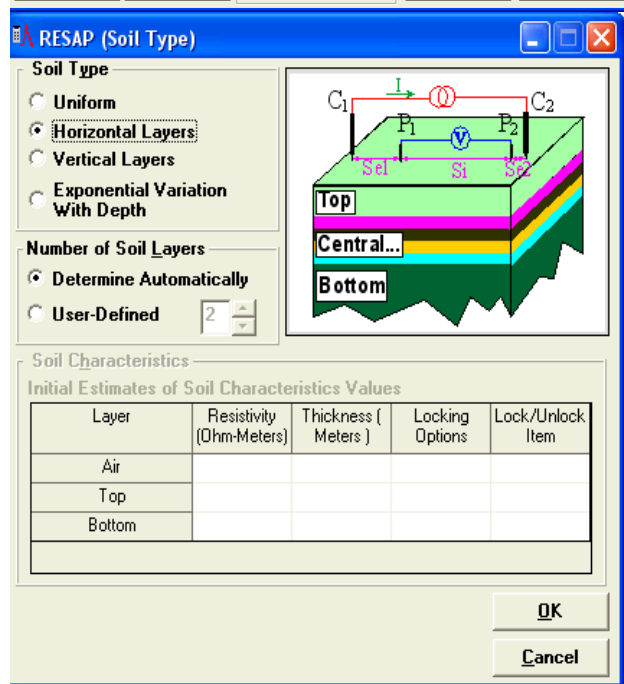 RESAP (Soil Type)
Soil Type
Uniform
Horizontal Layers
Vertical Layers
Exponential Variation
With Depth
Number of Soil Layers
Determine Automatically
User-Defined 2
C1 I C2
P1 V P2
Se1 Si Se2
Top
Central...
Bottom
Soil Characteristics
Initial Estimates of Soil Characteristics Values
Layer Resistivity (Ohm-Meters) Thickness ( Meters ) Locking Options Lock/Unlock Item
Air
Top
Bottom
OK
Cancel